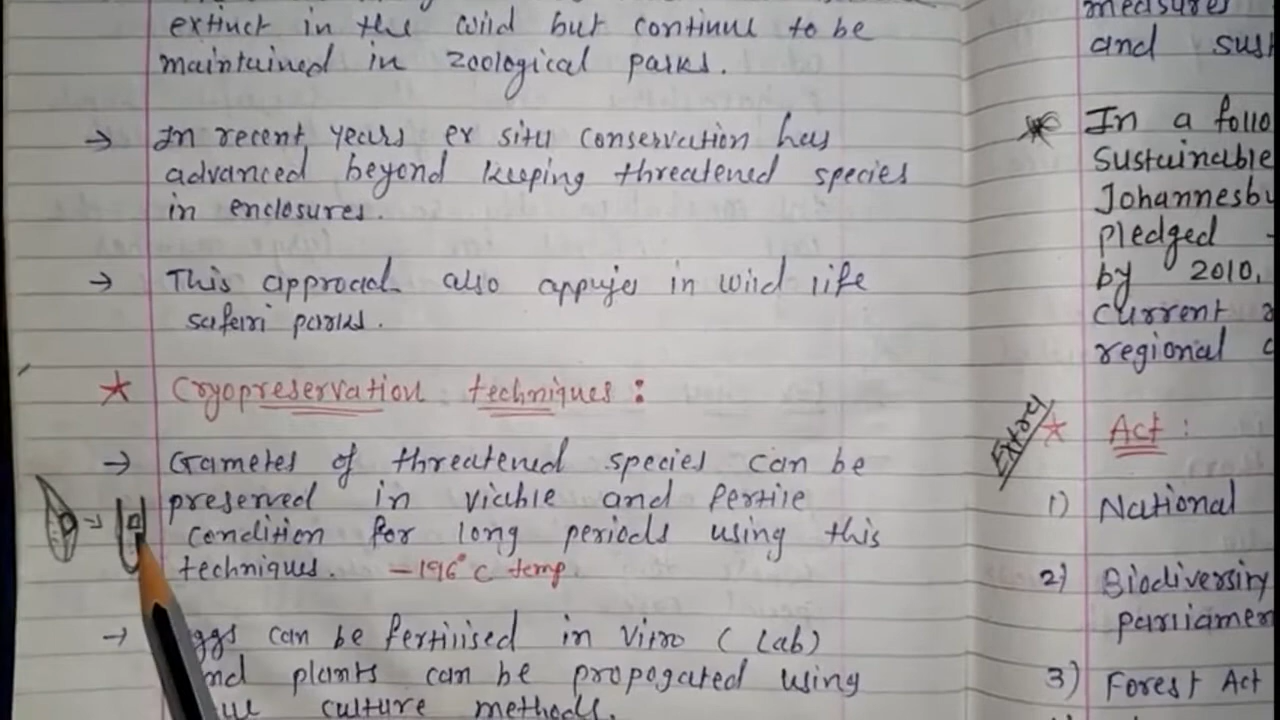 extinct in the wild but continue to be
maintained in zoological parks.
→ In recent years ex situ conservation has
advanced beyond keeping threatened species
in enclosures.
→ This approach also applies in wild life
safari parks.
★ Cryopreservation techniques:
→ Gametes of threatened species can be
preserved in viable and fertile
condition for long periods using this
techniques. -196°C temp.
→ Eggs can be fertilised in vitro (Lab)
and plants can be propogated using
culture methods.
measures
and
In a follo
Sustainable
Johannesbu
pledged
by 2010,
current
regional
Extra
★ Act:
1) National
2) Biodiversity
parliamen
3) Forest Act